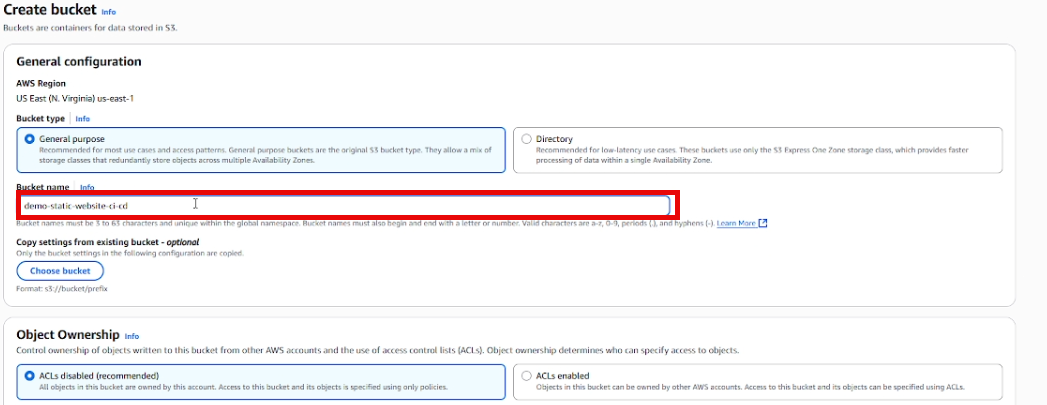 Create bucket Info
Buckets are containers for data stored in S3.
General configuration
AWS Region
US East (N. Virginia) us-east-1
Bucket type Info
General purpose
Recommended for most use cases and access patterns. General purpose buckets are the original S3 bucket type. They allow a mix of
storage classes that redundantly store objects across multiple Availability Zones.
Directory
Recommended for low-latency use cases. These buckets use only the S3 Express One Zone storage class, which provides faster
processing of data within a single Availability Zone.
Bucket name Info
demo-static-website-ci-cd
Bucket names must be 3 to 63 characters and unique within the global namespace. Bucket names must also begin and end with a letter or number. Valid characters are a-z, 0-9, periods (.), and hyphens (-). Learn More
Copy settings from existing bucket - optional
Only the bucket settings in the following configuration are copied.
Choose bucket
Format: s3://bucket/prefix
Object Ownership Info
Control ownership of objects written to this bucket from other AWS accounts and the use of access control lists (ACLs). Object ownership determines who can specify access to objects.
ACLs disabled (recommended)
All objects in this bucket are owned by this account. Access to this bucket and its objects is specified using only policies.
ACLs enabled
Objects in this bucket can be owned by other AWS accounts. Access to this bucket and its objects can be specified using ACLs.